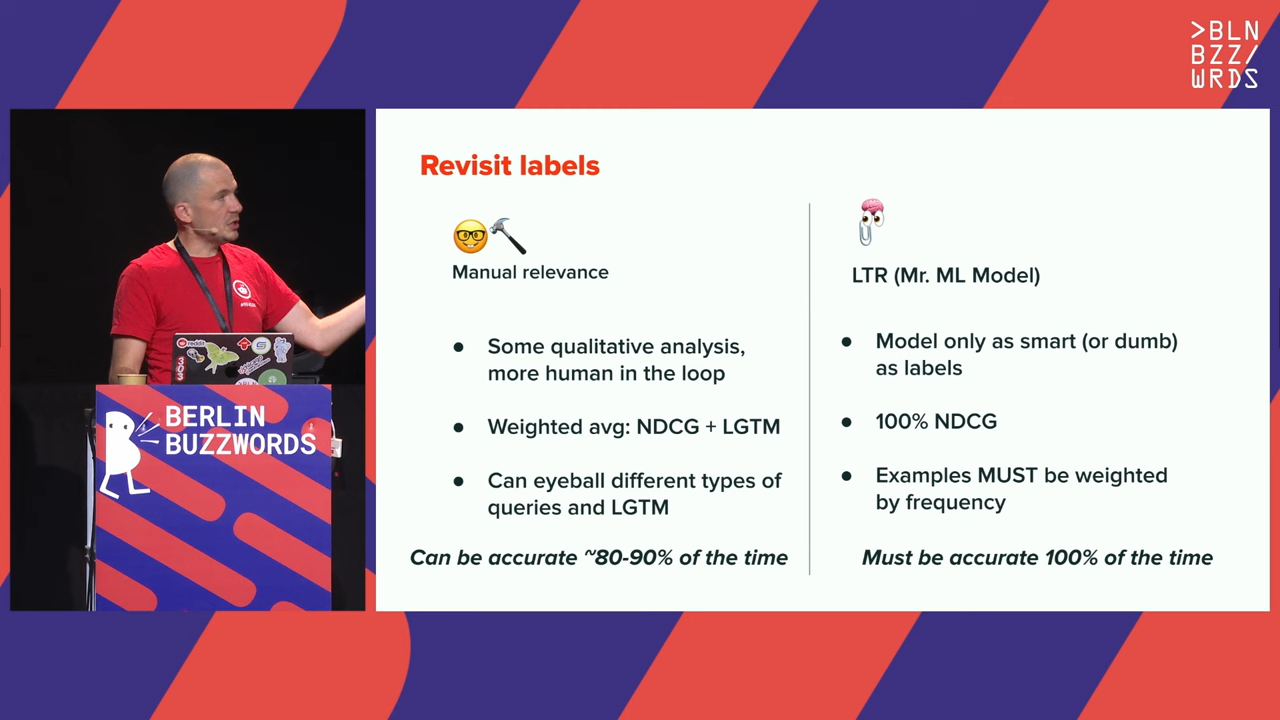 >BLN
BZZ/
WRDS
Revisit labels
Manual relevance
Some qualitative analysis,
more human in the loop
Weighted avg: NDCG + LGTM
Can eyeball different types of
queries and LGTM
Can be accurate ~80-90% of the time
LTR (Mr. ML Model)
Model only as smart (or dumb)
as labels
100% NDCG
Examples MUST be weighted
by frequency
Must be accurate 100% of the time
reddit
303
BERLIN
BUZZWORDS